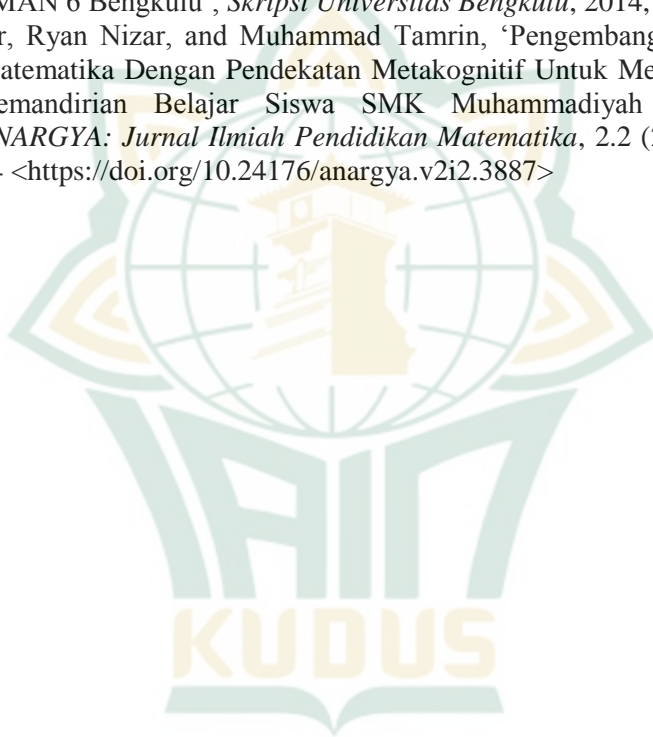 MAN 6 Bengkulu', Skripsi Universitas Bengkulu, 2014,
r, Ryan Nizar, and Muhammad Tamrin, 'Pengembang
atematika Dengan Pendekatan Metakognitif Untuk Me
emandirian Belajar Siswa SMK Muhammadiyah
NARGYA: Jurnal Ilmiah Pendidikan Matematika, 2.2 (2
<https://doi.org/10.24176/anargya.v2i2.3887>
IAIN
KUDUS